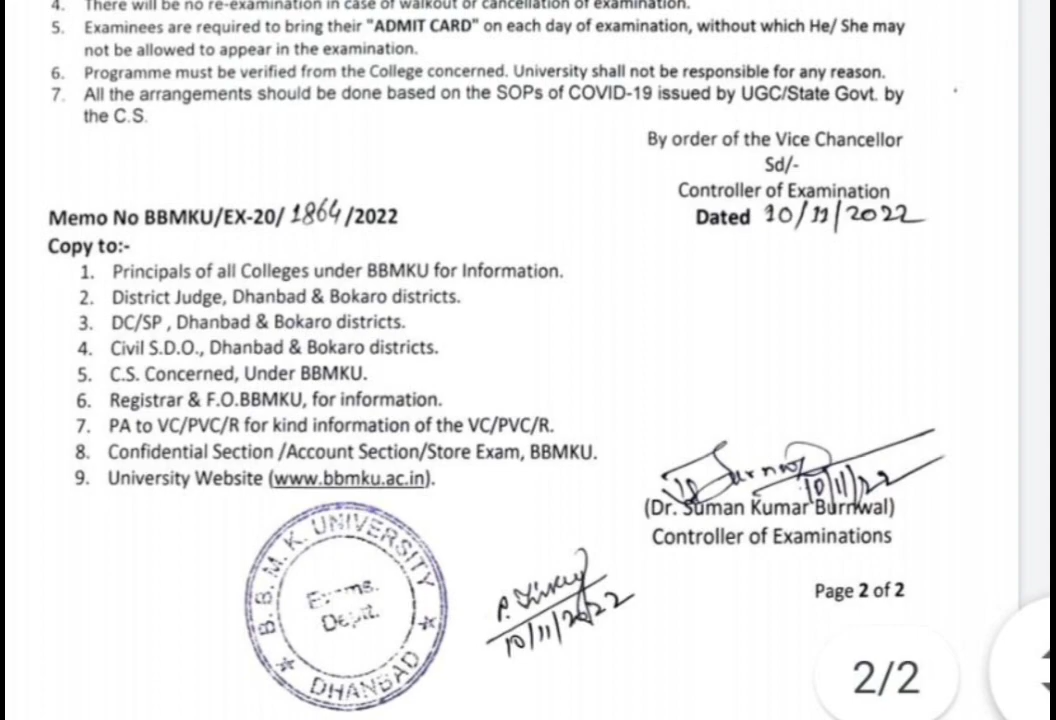 4. There will be no re-examination in case of walkout or cancellation of examination.
5. Examinees are required to bring their "ADMIT CARD" on each day of examination, without which He/ She may
not be allowed to appear in the examination.
6. Programme must be verified from the College concerned. University shall not be responsible for any reason.
7. All the arrangements should be done based on the SOPs of COVID-19 issued by UGC/State Govt. by
the C.S.
By order of the Vice Chancellor
Sd/-
Controller of Examination
Memo No BBMKU/EX-20/ 1864/2022
Dated 10/11/2022
Copy to:-
1. Principals of all Colleges under BBMKU for Information.
2. District Judge, Dhanbad & Bokaro districts.
3. DC/SP , Dhanbad & Bokaro districts.
4. Civil S.D.O., Dhanbad & Bokaro districts.
5. C.S. Concerned, Under BBMKU.
6. Registrar & F.O.BBMKU, for information.
7. PA to VC/PVC/R for kind information of the VC/PVC/R.
8. Confidential Section /Account Section/Store Exam, BBMKU.
9. University Website (www.bbmku.ac.in).
10/11/22
(Dr. Suman Kumar Burnwal)
Controller of Examinations
B. B. M. K. UNIVERSITY
Exams.
Deptt.
DHANBAD
10/11/2022
Page 2 of 2
2/2